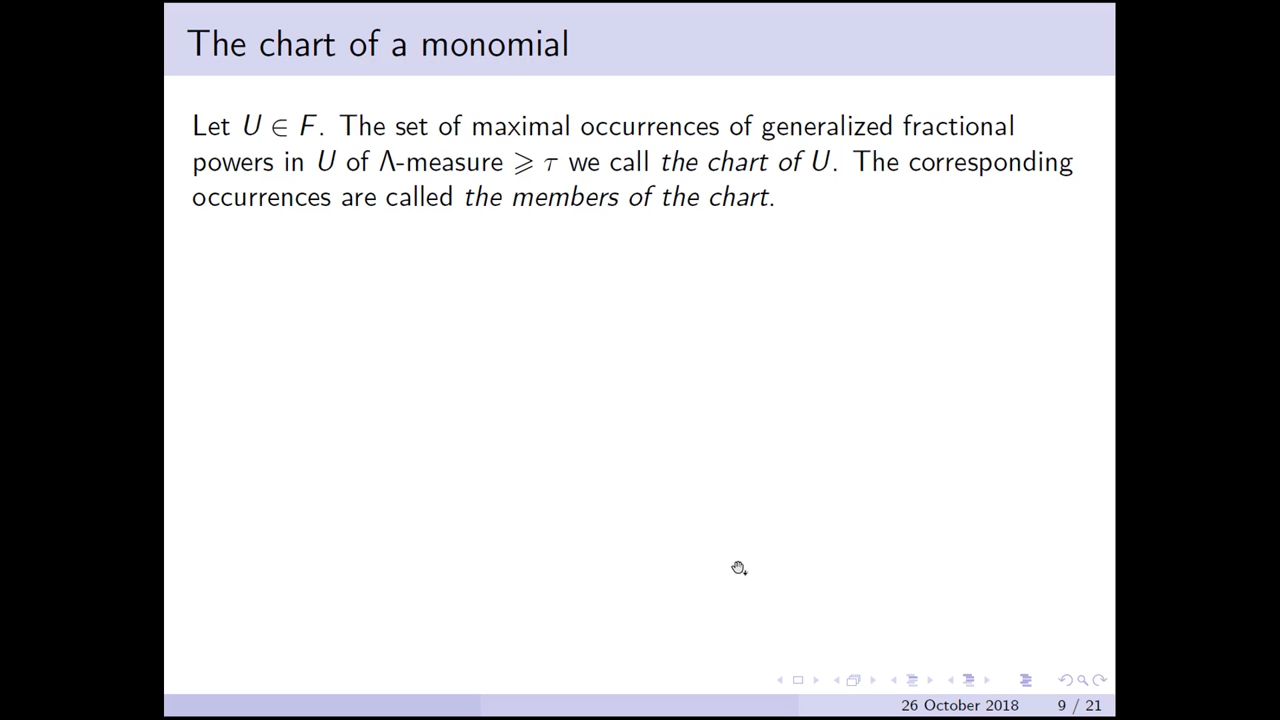 The chart of a monomial
Let U ∈ F. The set of maximal occurrences of generalized fractional
powers in U of Λ-measure ⩾ τ we call the chart of U. The corresponding
occurrences are called the members of the chart.
26 October 2018 9 / 21